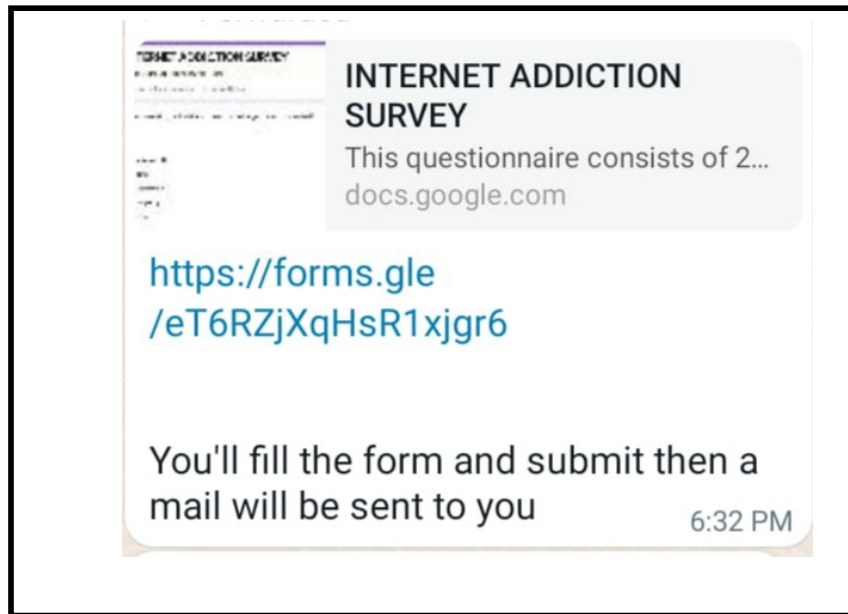 INTERNET ADDICTION
SURVEY
This questionnaire consists of 2...
docs.google.com
https://forms.gle
/eT6RZjXqHsR1xjgr6
You'll fill the form and submit then a
mail will be sent to you
6:32 PM